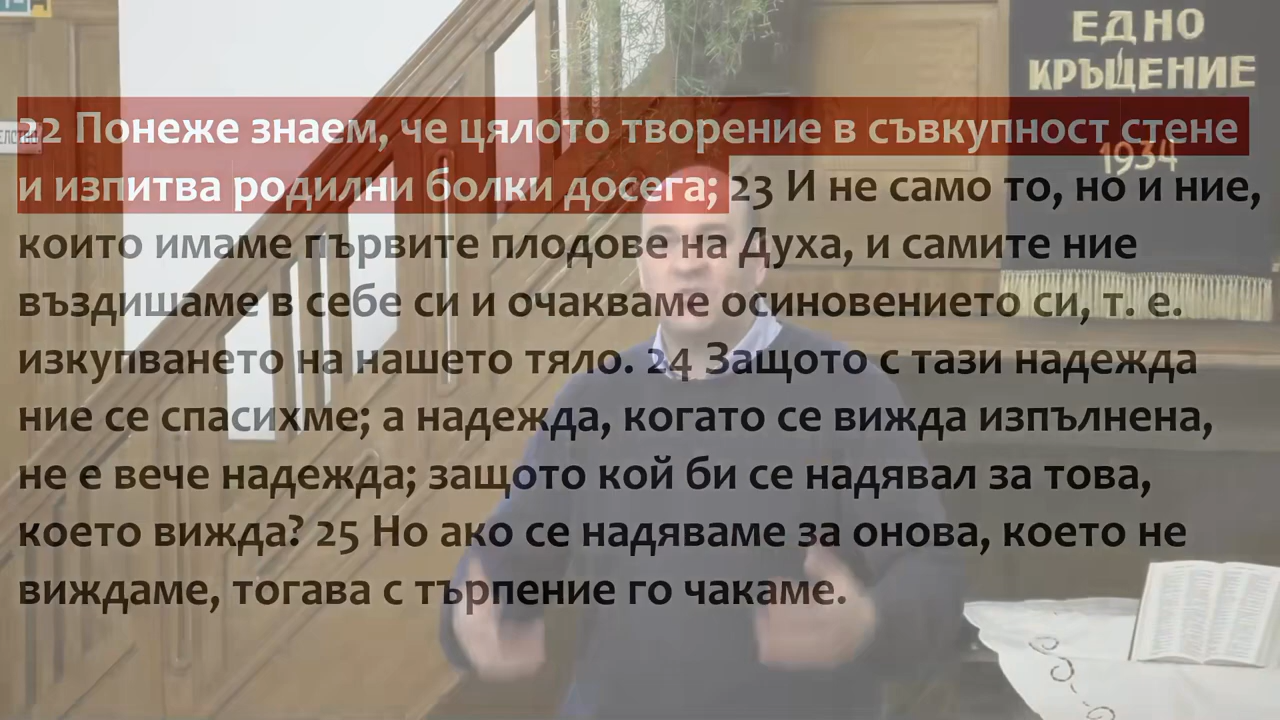 ЕДНО
КРЪЩЕНИЕ
1934
22 Понеже знаем, че цялото творение в съвкупност стене
и изпитва родилни болки досега; 23 И не само то, но и ние,
които имаме първите плодове на Духа, и самите ние
въздишаме в себе си и очакваме осиновението си, т. е.
изкупването на нашето тяло. 24 Защото с тази надежда
ние се спасихме; а надежда, когато се вижда изпълнена,
не е вече надежда; защото кой би се надявал за това,
което вижда? 25 Но ако се надяваме за онова, което не
виждаме, тогава с търпение го чакаме.